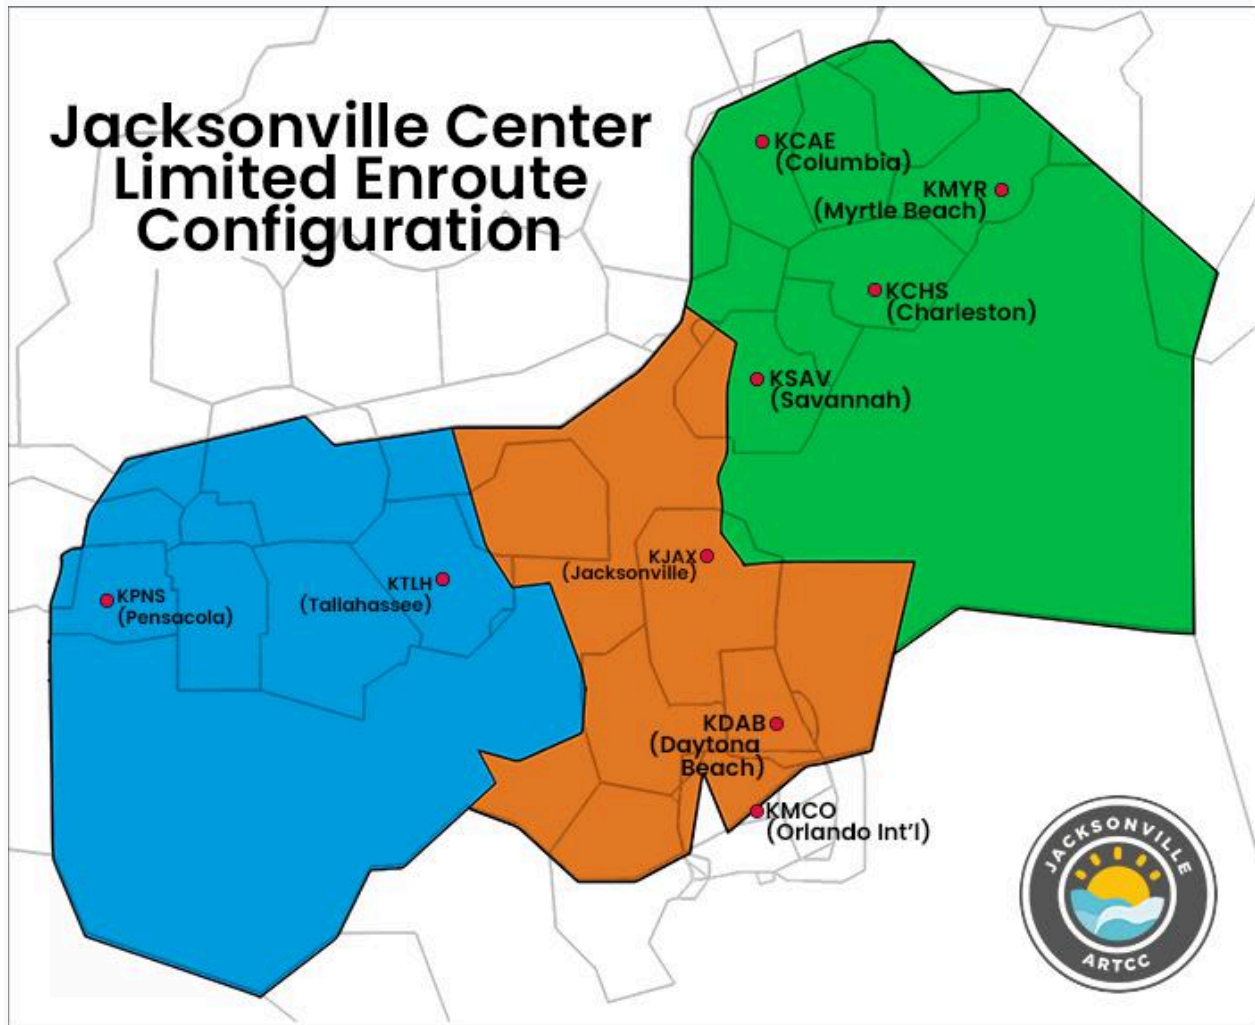 Jacksonville Center
Limited Enroute
Configuration
KCAE
(Columbia)
KMYR
(Myrtle Beach)
KCHS
(Charleston)
KSAV
(Savannah)
KJAX
(Jacksonville)
KTLH
(Tallahassee)
KPNS
(Pensacola)
KDAB
(Daytona
Beach)
KMCO
(Orlando Int'l)
JACKSONVILLE
ARTCC